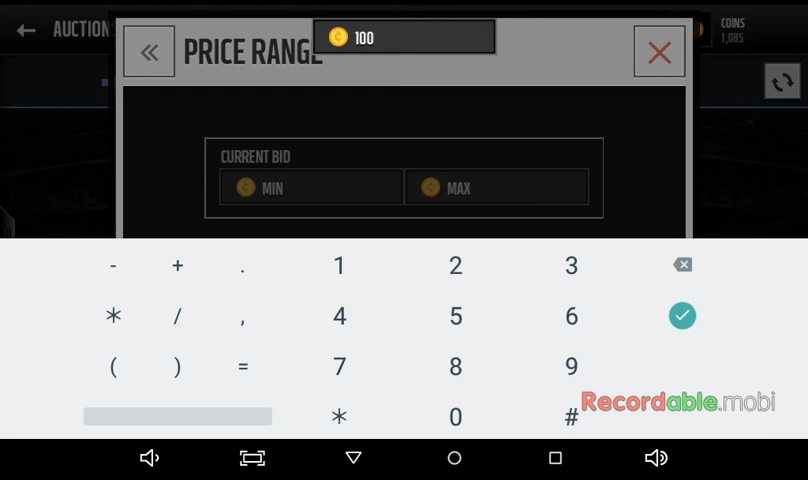 AUCTION
PRICE RANGE
100
COINS
1,085
CURRENT BID
MIN
MAX
- + . 1 2 3
* / , 4 5 6
( ) = 7 8 9
* 0 #
Recordable.mobi